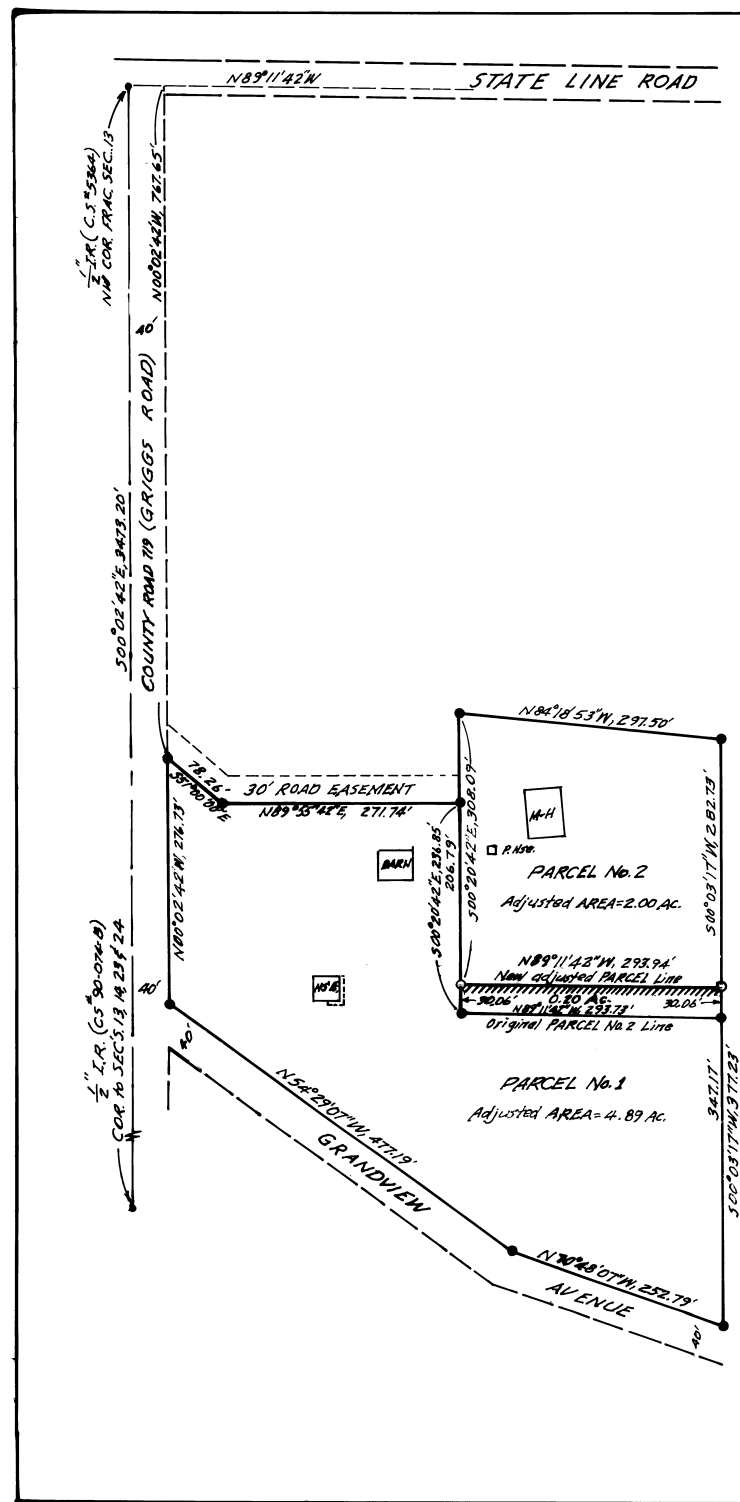 N89°11'42"W
STATE LINE ROAD
1/2" I.R. (C.S.#5364)
NW COR. FRAC. SEC. 13
N00°02'42"W, 767.65'
40'
COUNTY ROAD 719 (GRIGGS ROAD)
S00°02'42"E, 3473.20'
N84°18'53"W, 297.50'
78.26'
S51°00'08"E
30' ROAD EASEMENT
N89°55'42"E, 271.74'
M-H
P. HSE.
BARN
PARCEL No. 2
Adjusted AREA=2.00 Ac.
S00°20'42"E, 308.09'
S00°20'42"E, 236.85'
206.79'
S00°03'17"W, 282.73'
N00°02'42"W, 276.73'
N89°11'42"W, 293.94'
New adjusted PARCEL Line
30.06'
0.20 Ac.
30.06'
N89°11'42"W, 293.73'
Original PARCEL No.2 Line
HSE.
40'
40'
1/2" I.R. (CS# 90-074-B)
COR. to SEC'S. 13, 14, 23 & 24
PARCEL No. 1
Adjusted AREA=4.89 Ac.
347.17'
S00°03'17"W, 377.23'
N54°29'07"W, 477.19'
GRANDVIEW
N70°48'07"W, 252.79'
AVENUE
40'